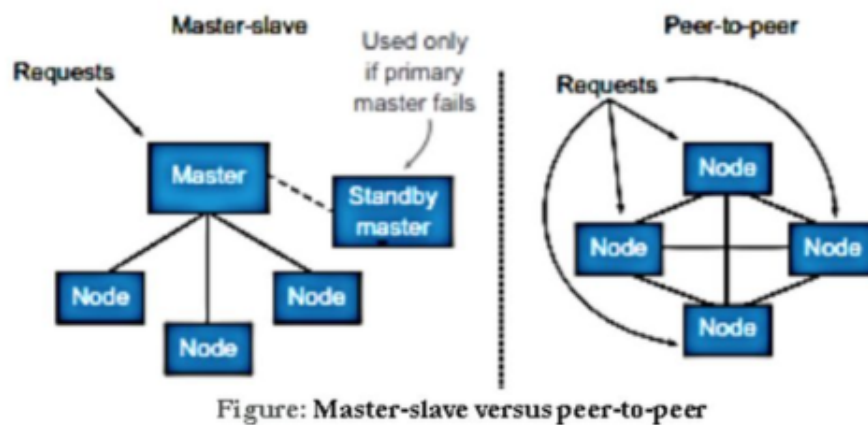 Master-slave
Used only
if primary
master fails
Requests
Master
Standby
master
Node
Node
Node
Peer-to-peer
Requests
Node
Node
Node
Node
Figure: Master-slave versus peer-to-peer